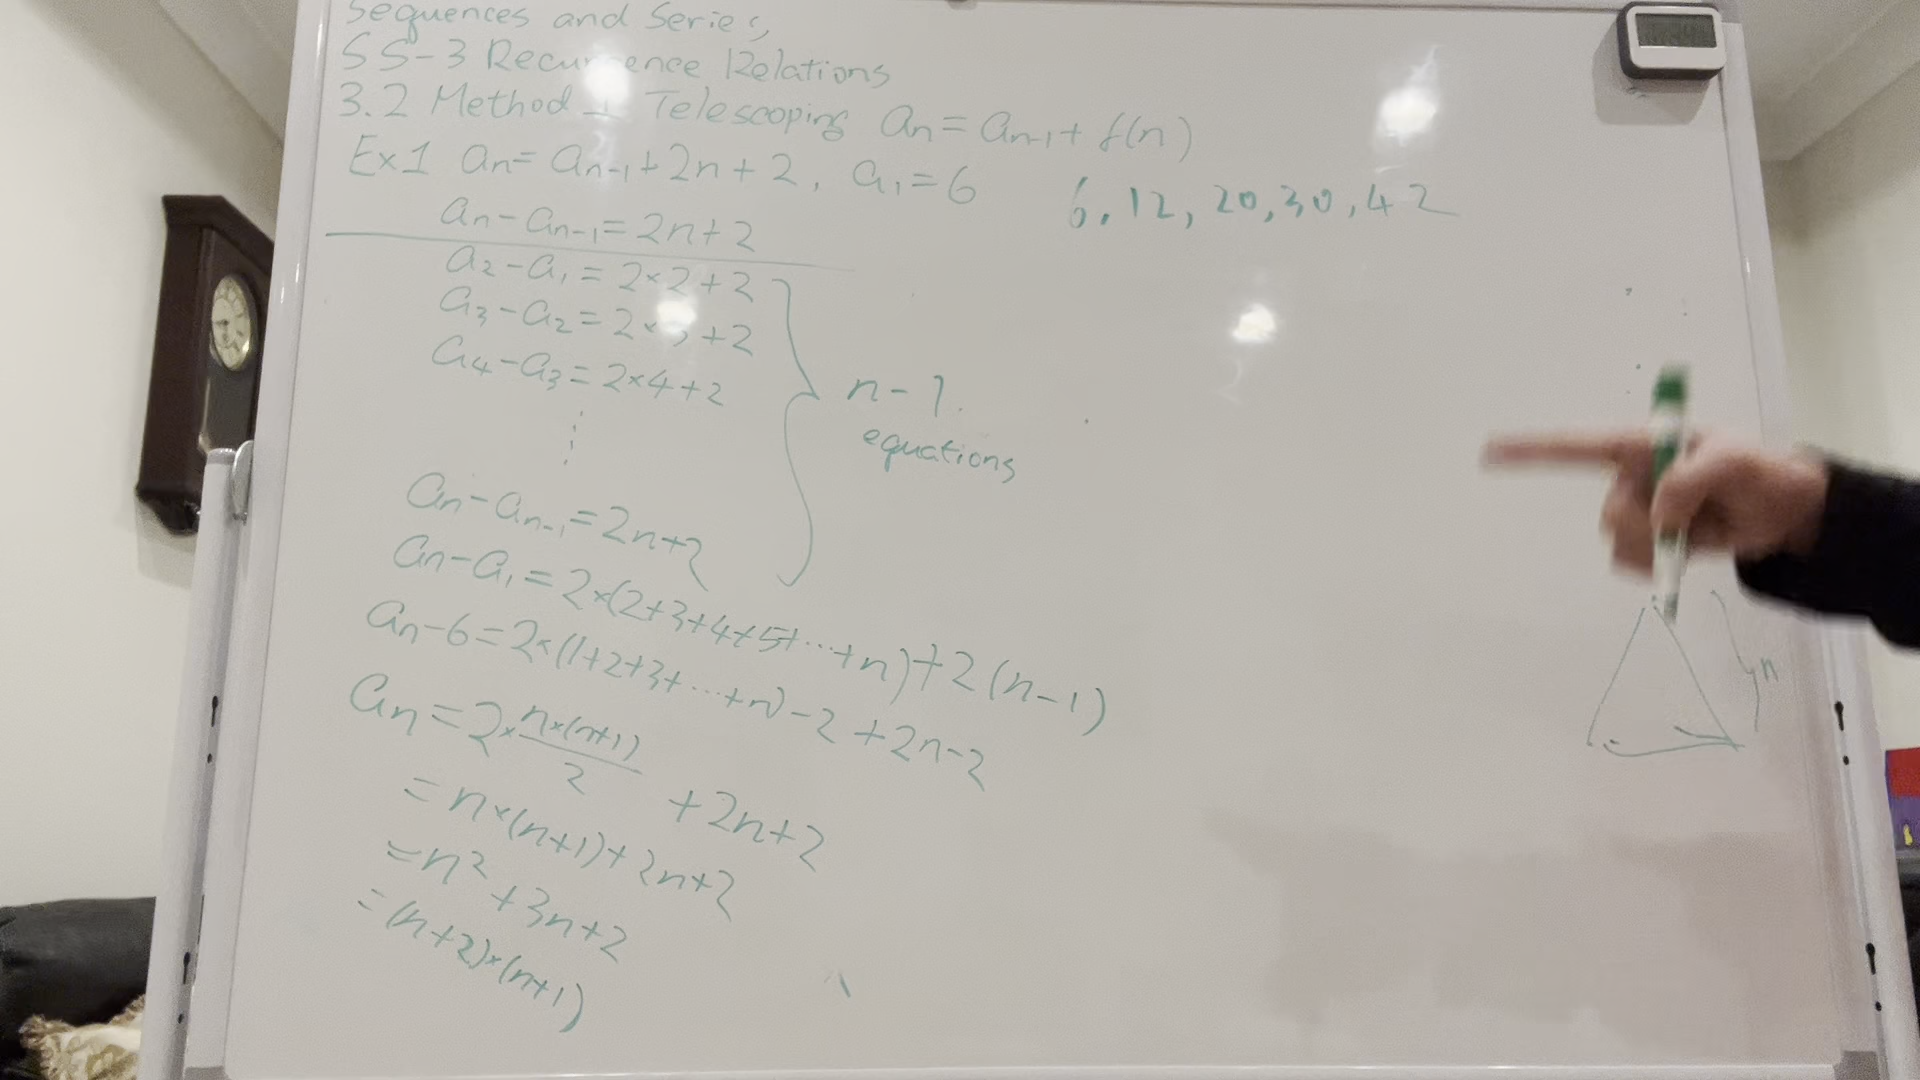 Sequences and Series,
SS-3 Recurrence Relations
3.2 Method 1 Telescoping an = an-1 + f(n)
Ex1 an = an-1 + 2n + 2, a1 = 6
6, 12, 20, 30, 42
an - an-1 = 2n + 2
a2 - a1 = 2×2 + 2
a3 - a2 = 2×3 + 2
a4 - a3 = 2×4 + 2
n - 1
equations
an - an-1 = 2n + 2
an - a1 = 2×(2+3+4+5+...+n) + 2(n-1)
an - 6 = 2×(1+2+3+...+n) - 2 + 2n - 2
an = 2× n×(n+1)/2 + 2n + 2
= n×(n+1) + 2n + 2
= n² + 3n + 2
= (n+2)×(n+1)
n